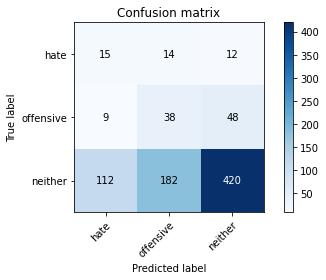 Confusion matrix
True label
hate 15 14 12
offensive 9 38 48
neither 112 182 420
hate offensive neither
Predicted label
400
350
300
250
200
150
100
50